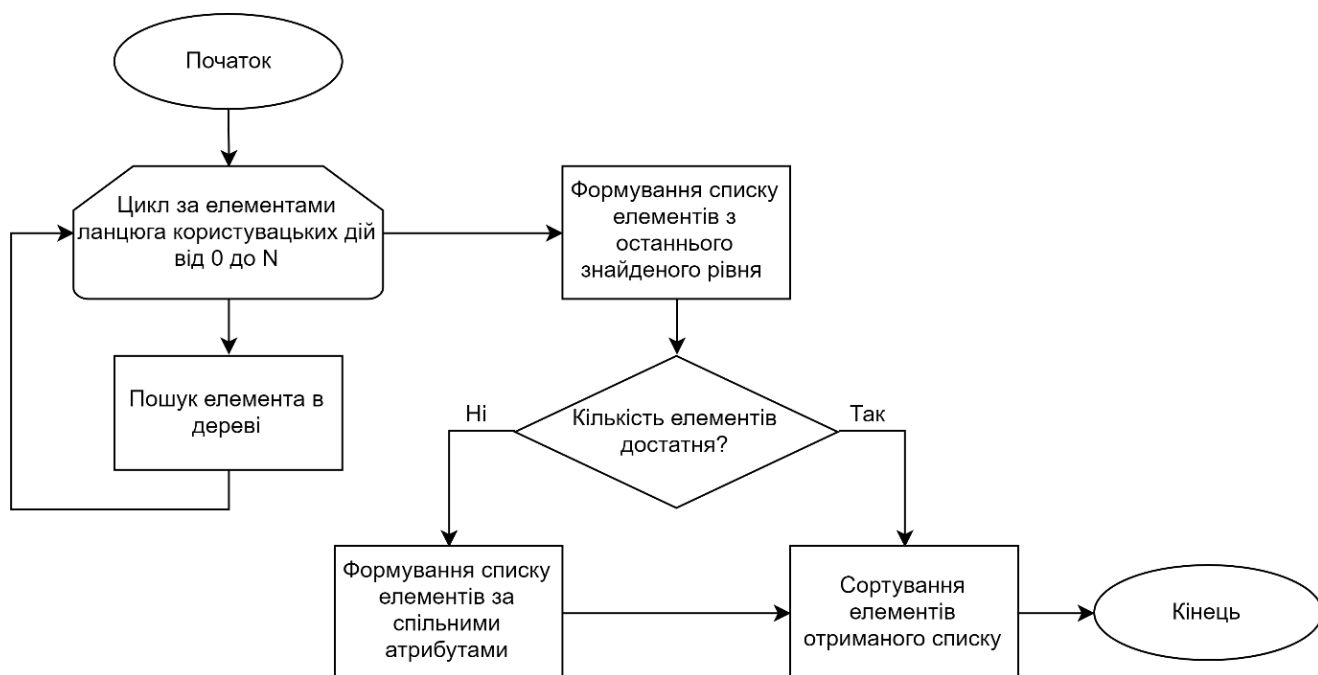 Початок
Цикл за елементами
ланцюга користувацьких дій
від 0 до N
Пошук елемента в
дереві
Формування списку
елементів з
останнього
знайденого рівня
Кількість елементів
достатня?
Ні
Так
Формування списку
елементів за
спільними
атрибутами
Сортування
елементів
отриманого списку
Кінець